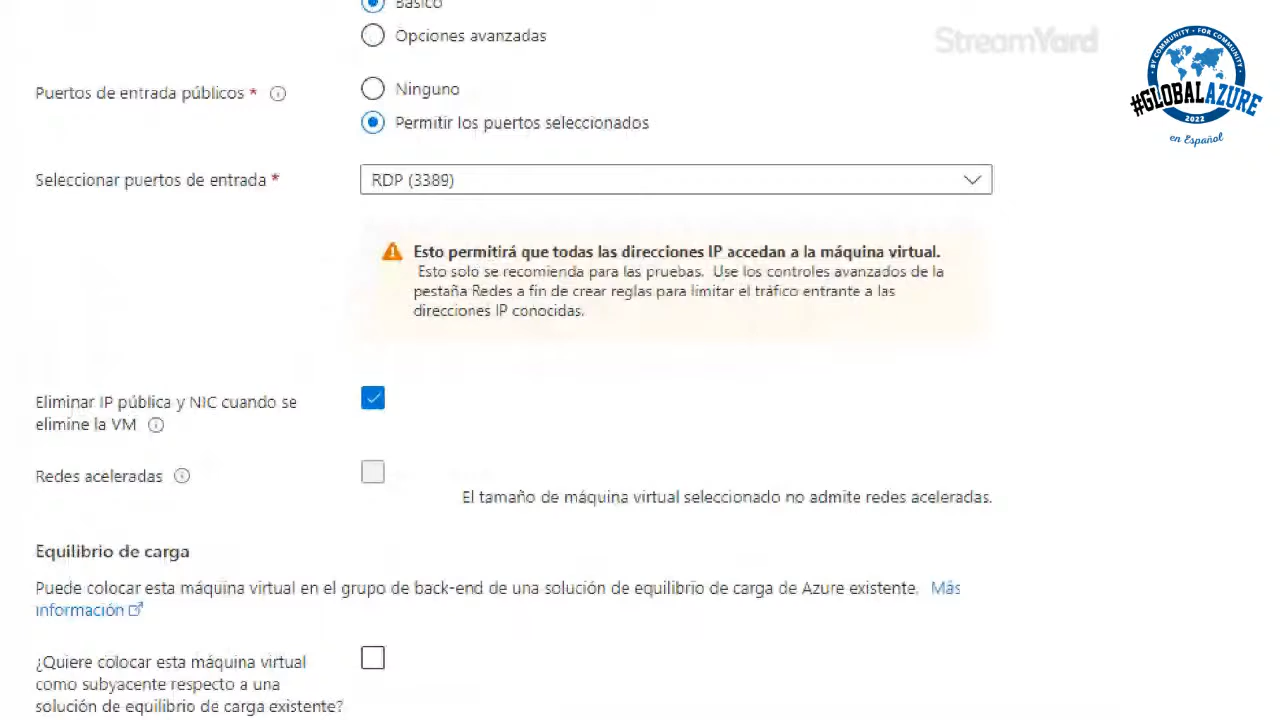 Básico
Opciones avanzadas
StreamYard
BY COMMUNITY · FOR COMMUNITY
#GLOBALAZURE
2022
en Español
Puertos de entrada públicos *
Ninguno
Permitir los puertos seleccionados
Seleccionar puertos de entrada *
RDP (3389)
Esto permitirá que todas las direcciones IP accedan a la máquina virtual.
Esto solo se recomienda para las pruebas. Use los controles avanzados de la
pestaña Redes a fin de crear reglas para limitar el tráfico entrante a las
direcciones IP conocidas.
Eliminar IP pública y NIC cuando se
elimine la VM
Redes aceleradas
El tamaño de máquina virtual seleccionado no admite redes aceleradas.
Equilibrio de carga
Puede colocar esta máquina virtual en el grupo de back-end de una solución de equilibrio de carga de Azure existente. Más
información
¿Quiere colocar esta máquina virtual
como subyacente respecto a una
solución de equilibrio de carga existente?